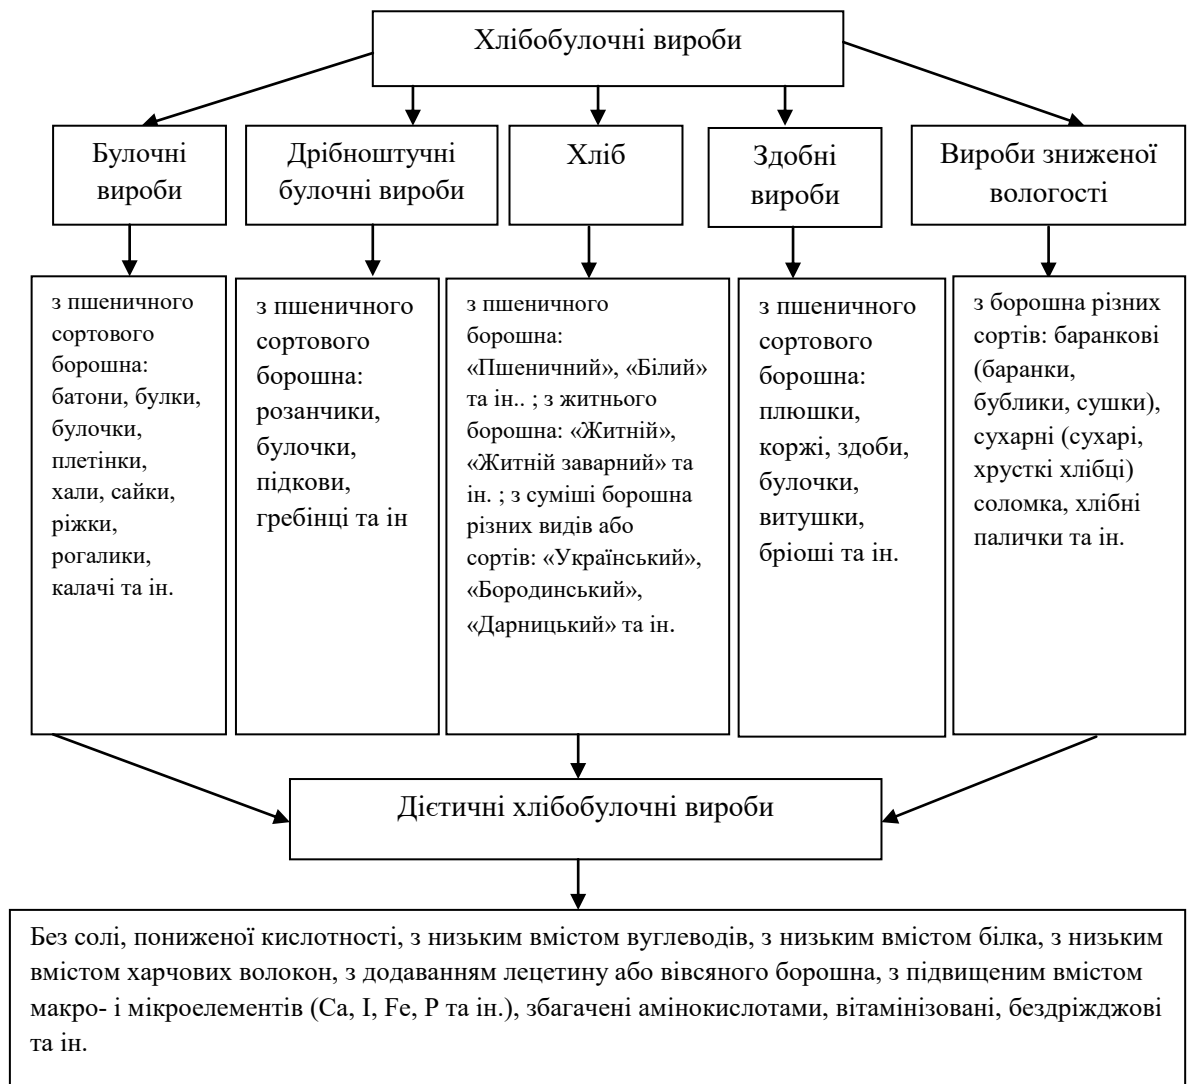 Хлібобулочні вироби
Булочні
вироби
Дрібноштучні
булочні вироби
Хліб
Здобні
вироби
Вироби зниженої
вологості
з пшеничного
сортового
борошна:
батони, булки,
булочки,
плетінки,
хали, сайки,
ріжки,
рогалики,
калачі та ін.
з пшеничного
сортового
борошна:
розанчики,
булочки,
підкови,
гребінці та ін
з пшеничного
борошна:
«Пшеничний», «Білий»
та ін.. ; з житнього
борошна: «Житній»,
«Житній заварний» та
ін. ; з суміші борошна
різних видів або
сортів: «Український»,
«Бородинський»,
«Дарницький» та ін.
з пшеничного
сортового
борошна:
плюшки,
коржі, здоби,
булочки,
витушки,
бріоші та ін.
з борошна різних
сортів: баранкові
(баранки,
бублики, сушки),
сухарні (сухарі,
хрусткі хлібці)
соломка, хлібні
палички та ін.
Дієтичні хлібобулочні вироби
Без солі, пониженої кислотності, з низьким вмістом вуглеводів, з низьким вмістом білка, з низьким
вмістом харчових волокон, з додаванням лецетину або вівсяного борошна, з підвищеним вмістом
макро- і мікроелементів (Ca, I, Fe, P та ін.), збагачені амінокислотами, вітамінізовані, бездріжджові
та ін.